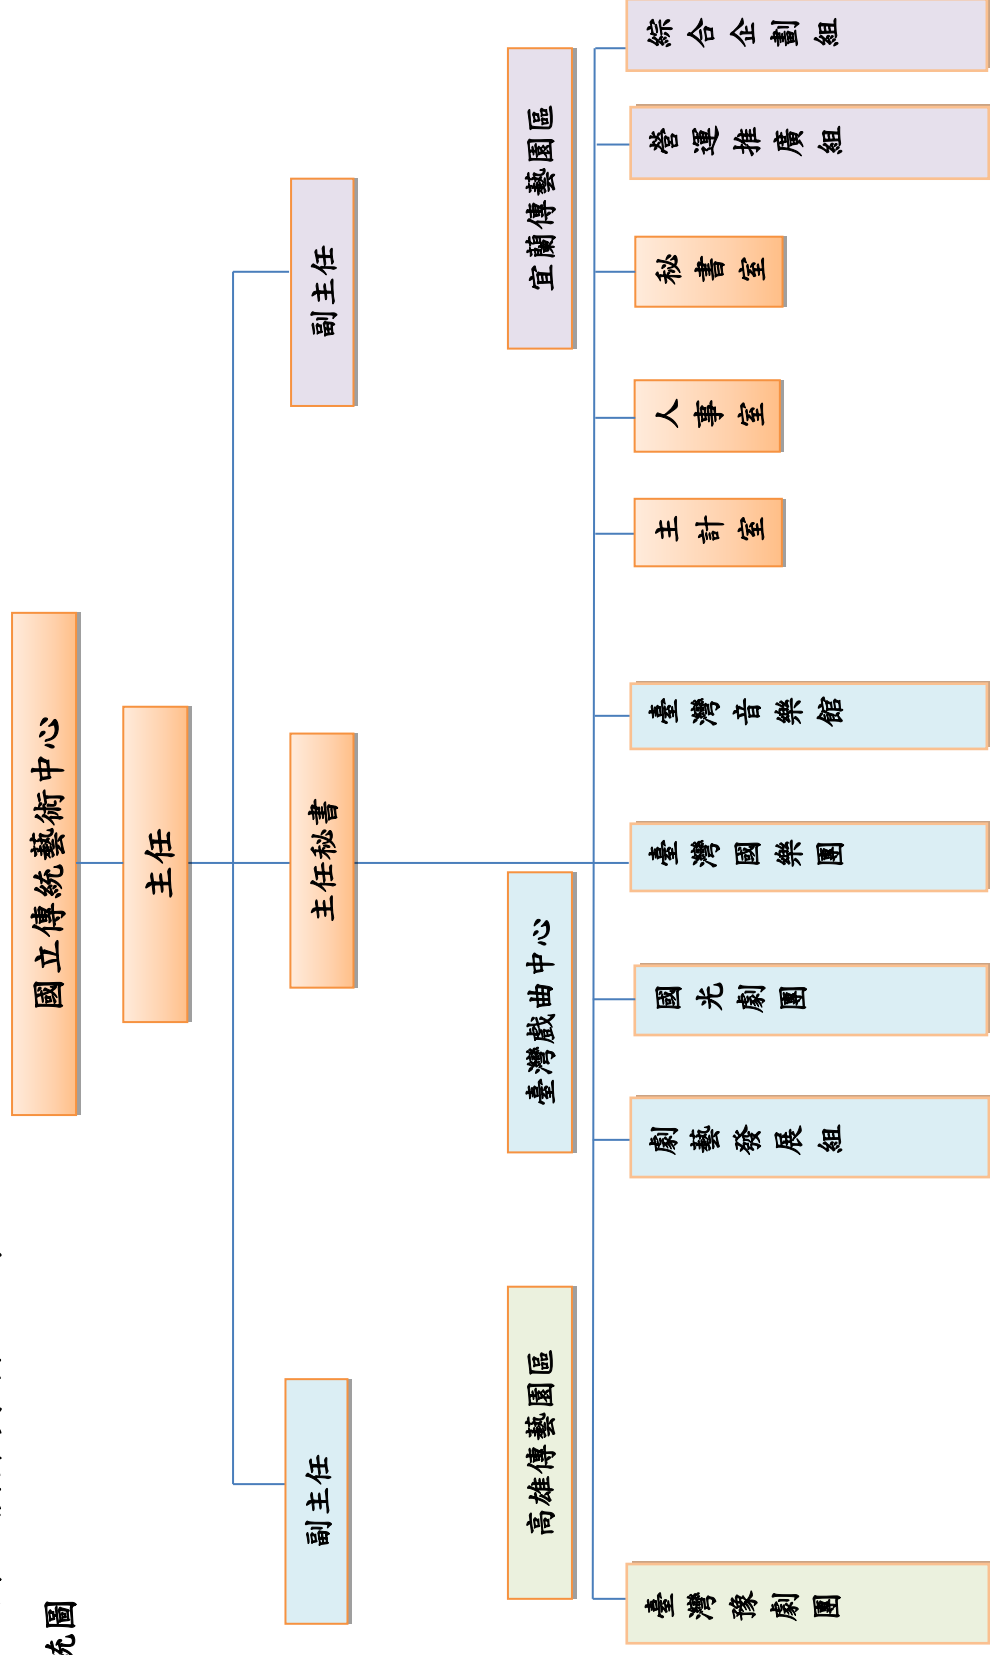 統圖
國立傳統藝術中心
主任
副主任
主任秘書
副主任
高雄傳藝園區
臺灣戲曲中心
宜蘭傳藝園區
臺灣豫劇團
劇藝發展組
國光劇團
臺灣國樂團
臺灣音樂館
主計室
人事室
秘書室
營運推廣組
綜合企劃組